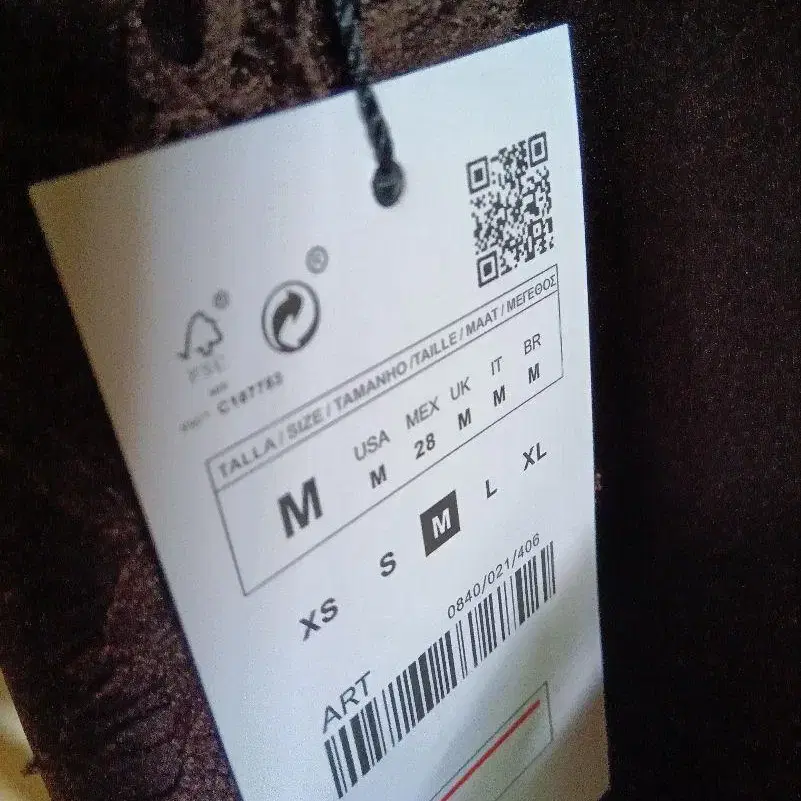 FSC
C167763
TALLA / SIZE / TAMANHO /TAILLE / MAAT / ΜΕΓΕΘΟΣ
M
USA MEX UK IT BR
M 28 M M M
XS S M L XL
ART 0840/021/406